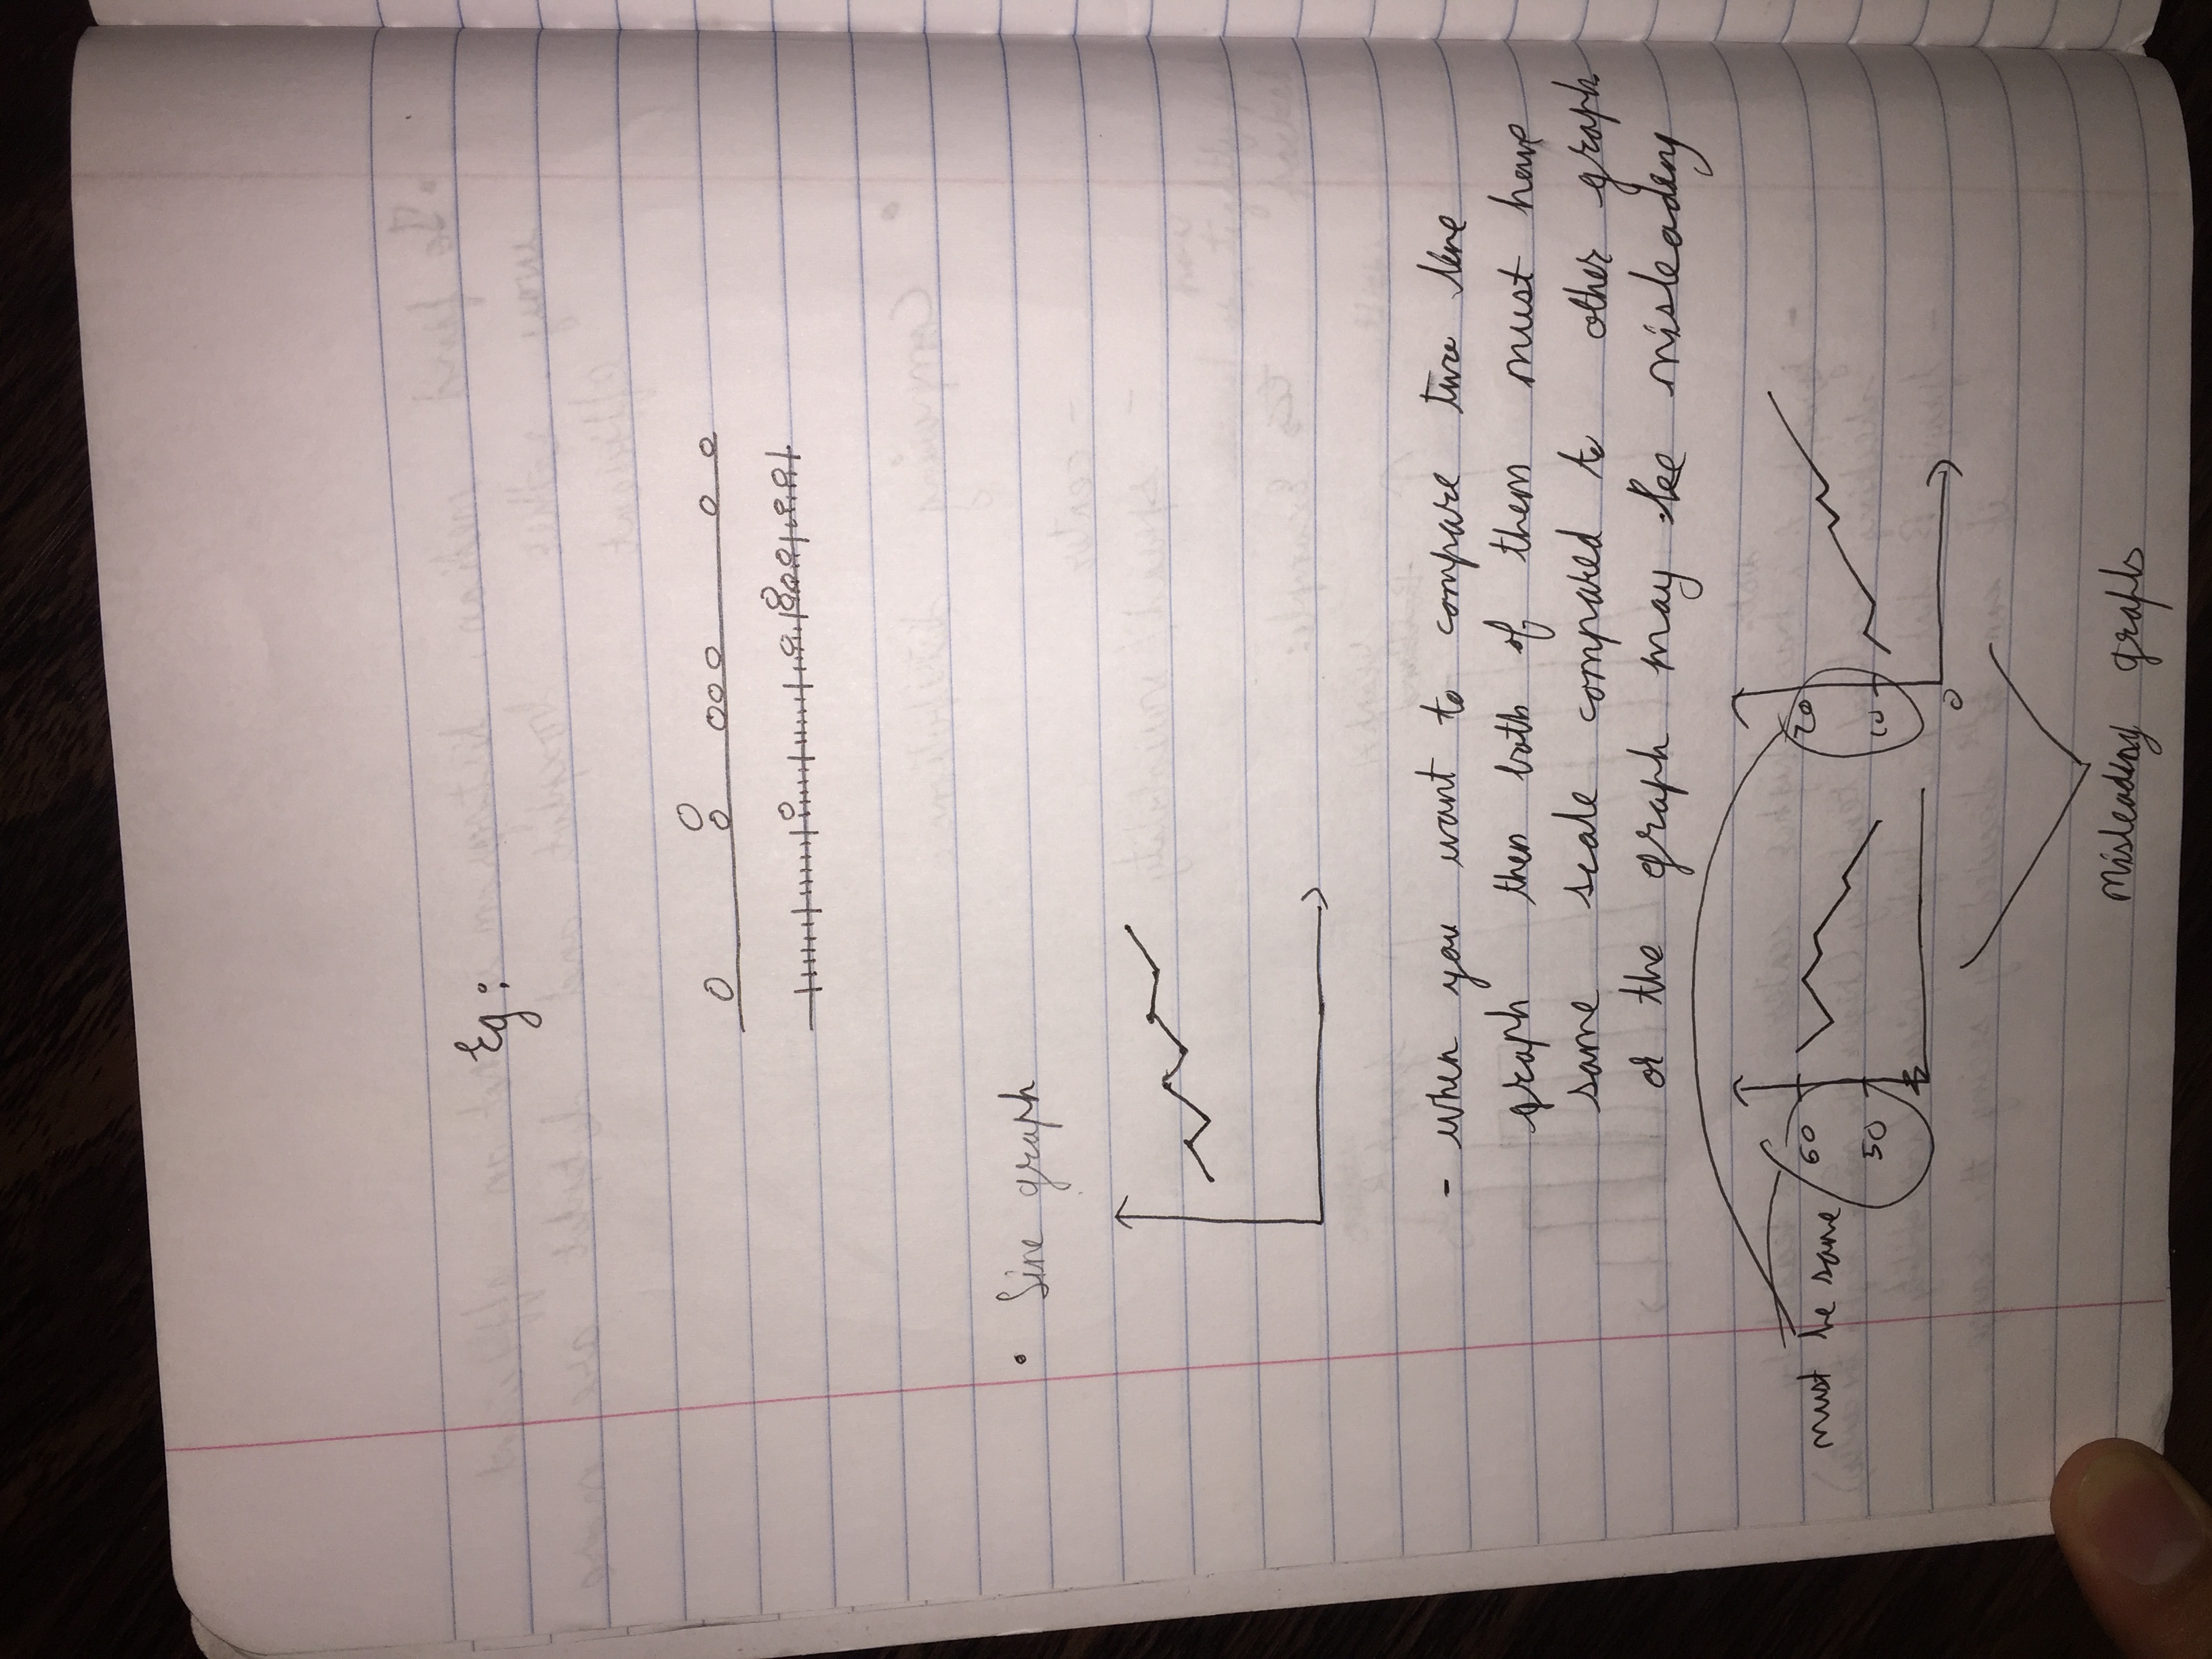 Eg:
• Line graph
- when you want to compare two line
graph then both of them must have
same scale compared to other graph
or the graph may be misleading
must be same
60
50
20
10
0
misleading graphs